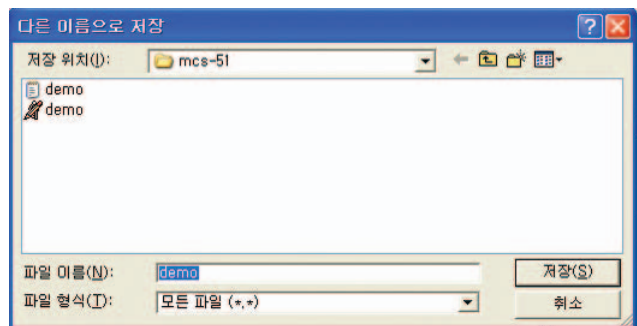 다른 이름으로 저장
저장 위치(I): mcs-51
demo
demo
파일 이름(N): demo 저장(S)
파일 형식(T): 모든 파일 (*.*) 취소